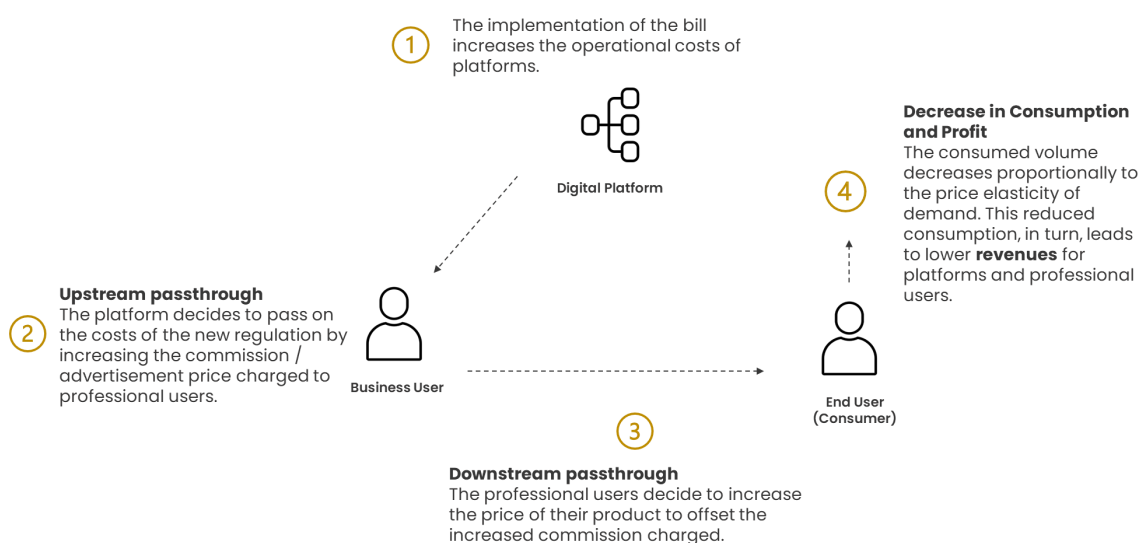 1
The implementation of the bill
increases the operational costs of
platforms.
Digital Platform
2
Upstream passthrough
The platform decides to pass on
the costs of the new regulation by
increasing the commission /
advertisement price charged to
professional users.
Business User
3
Downstream passthrough
The professional users decide to increase
the price of their product to offset the
increased commission charged.
End User
(Consumer)
4
Decrease in Consumption
and Profit
The consumed volume
decreases proportionally to
the price elasticity of
demand. This reduced
consumption, in turn, leads
to lower revenues for
platforms and professional
users.